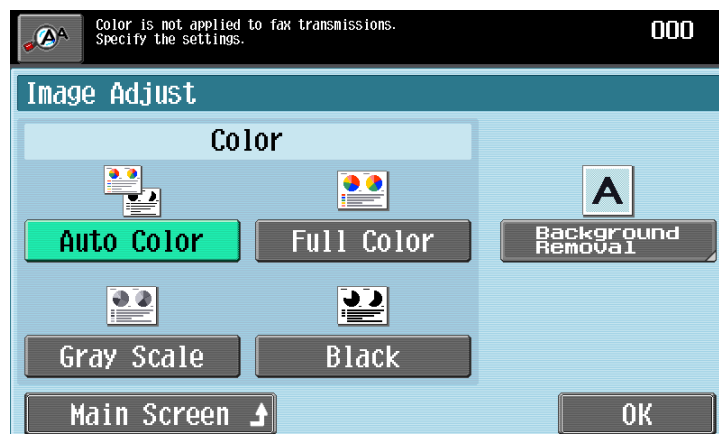 Color is not applied to fax transmissions.
Specify the settings.
000
Image Adjust
Color
Auto Color
Full Color
Background
Removal
Gray Scale
Black
Main Screen
OK